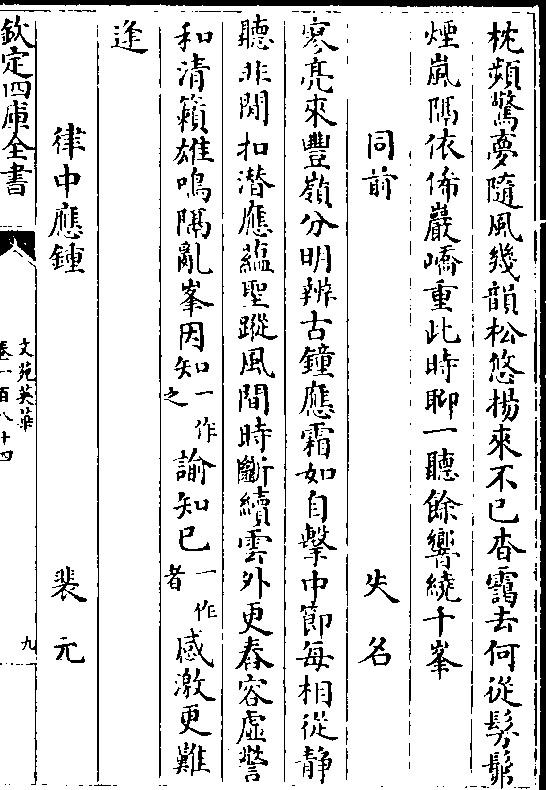 枕頻驚夢隨風幾韻松悠揚來不已杳靄去何從髣髴
煙嵐隔依俙巖嶠重此時聊一聽餘響繞千峯
同前 失名
寥亮來豐嶺分明辨古鐘應霜如自擊中節每相從静
聽非閒扣潜應藴聖蹤風間時斷續雲外更舂容虚警
和清籟雄鳴隔亂峯因知一作之諭知已一作者感激更難
逢
律中應鍾 裴元
欽定四庫全書
文苑英華
卷一百八十四
九